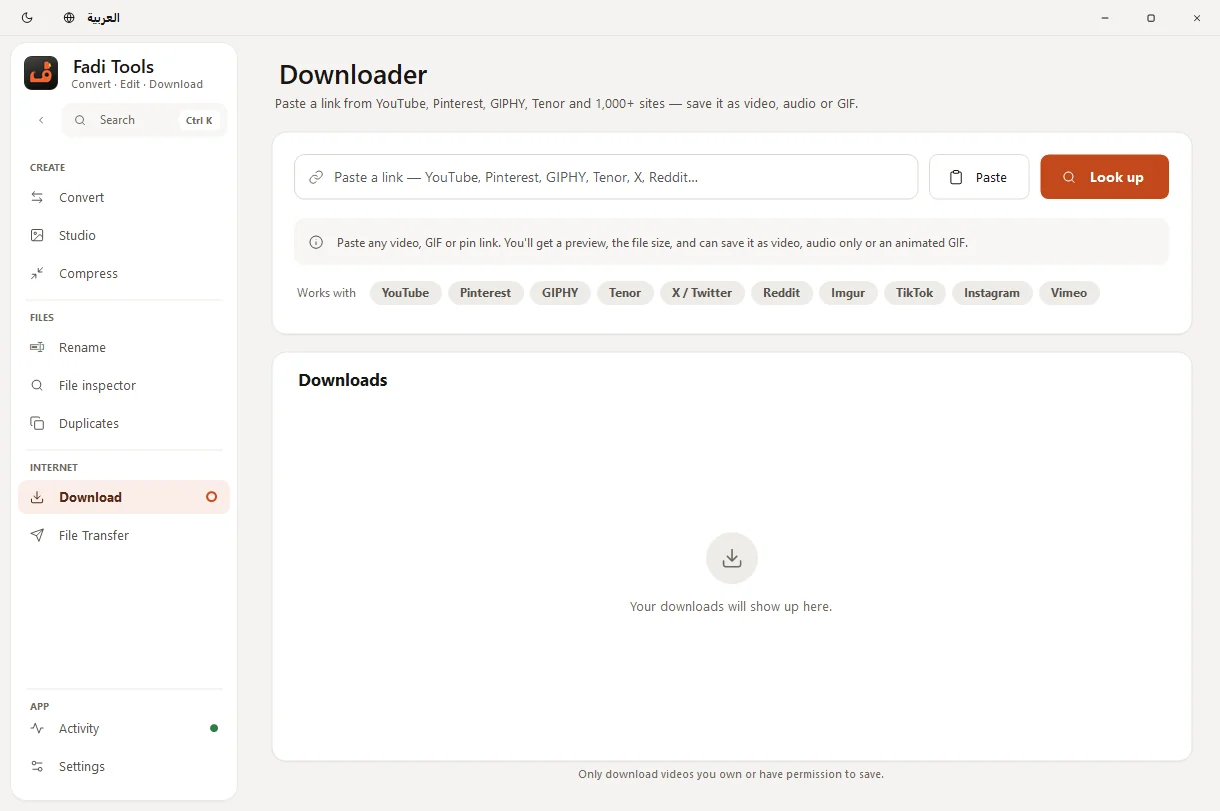 العربية
Fadi Tools
Convert · Edit · Download
Search
Ctrl K
CREATE
Convert
Studio
Compress
FILES
Rename
File inspector
Duplicates
INTERNET
Download
File Transfer
APP
Activity
Settings
Downloader
Paste a link from YouTube, Pinterest, GIPHY, Tenor and 1,000+ sites — save it as video, audio or GIF.
Paste a link — YouTube, Pinterest, GIPHY, Tenor, X, Reddit...
Paste
Look up
Paste any video, GIF or pin link. You'll get a preview, the file size, and can save it as video, audio only or an animated GIF.
Works with YouTube Pinterest GIPHY Tenor X / Twitter Reddit Imgur TikTok Instagram Vimeo
Downloads
Your downloads will show up here.
Only download videos you own or have permission to save.